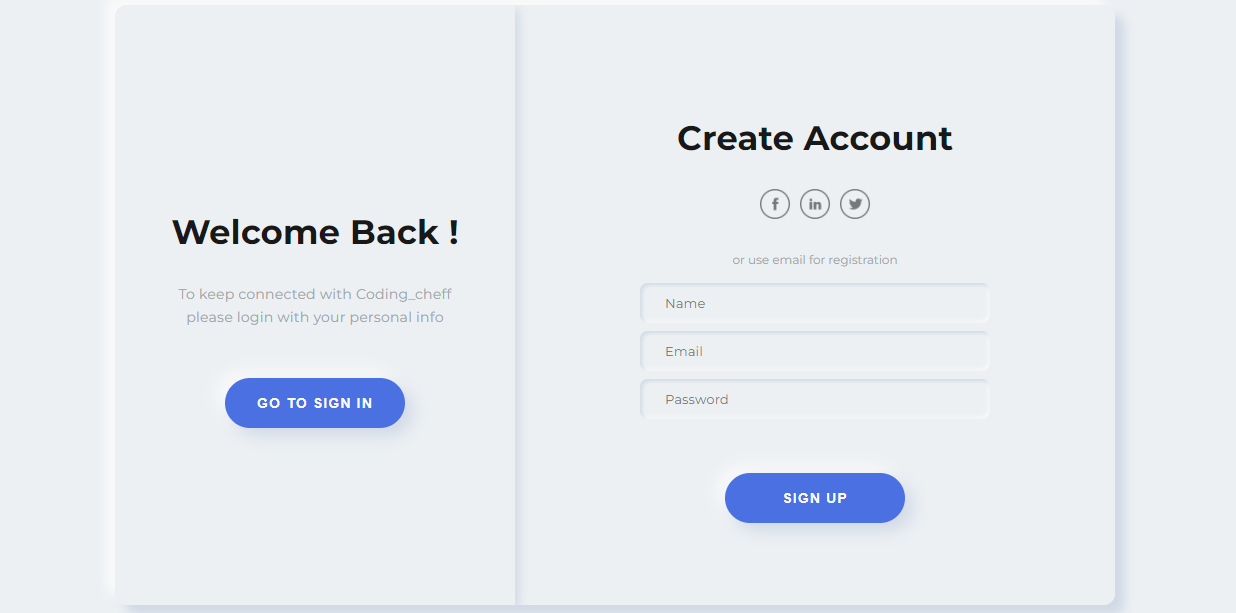 Welcome Back !
To keep connected with Coding_cheff
please login with your personal info
GO TO SIGN IN
Create Account
f
in
or use email for registration
Name
Email
Password
SIGN UP